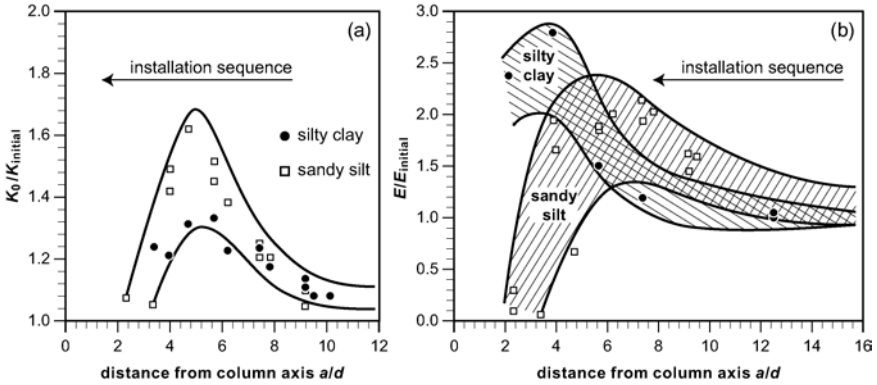 (a)
installation sequence
silty clay
sandy silt
K0/Kinitial
2.0
1.8
1.6
1.4
1.2
1.0
0 2 4 6 8 10 12
distance from column axis a/d
(b)
installation sequence
silty
clay
sandy
silt
E/Einitial
3.0
2.5
2.0
1.5
1.0
0.5
0.0
0 2 4 6 8 10 12 14 16
distance from column axis a/d